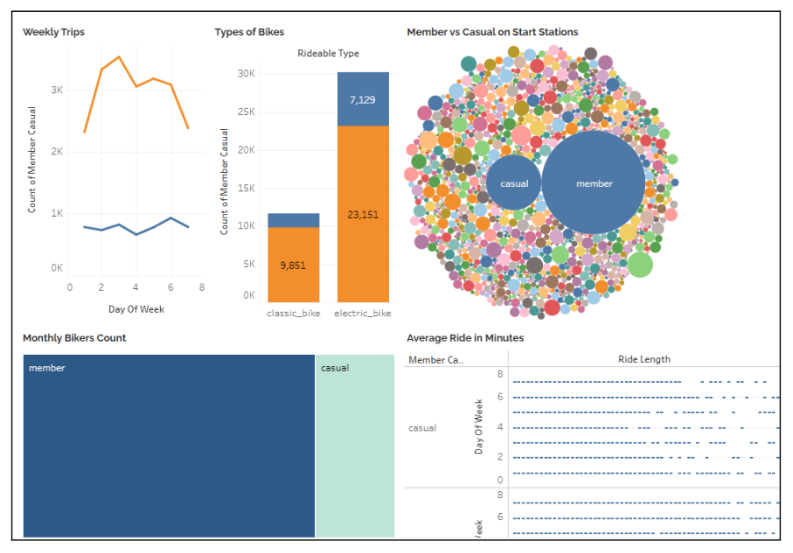 Weekly Trips
Count of Member Casual
3K
2K
1K
0K
0 2 4 6 8
Day Of Week
Types of Bikes
Rideable Type
Count of Member Casual
30K
25K
20K
15K
10K
5K
0K
7,129
23,151
9,851
classic_bike electric_bike
Member vs Casual on Start Stations
casual
member
Monthly Bikers Count
member
casual
Average Ride in Minutes
Member Ca.. Ride Length
casual
Day Of Week
8
6
4
2
0
Week
8
6